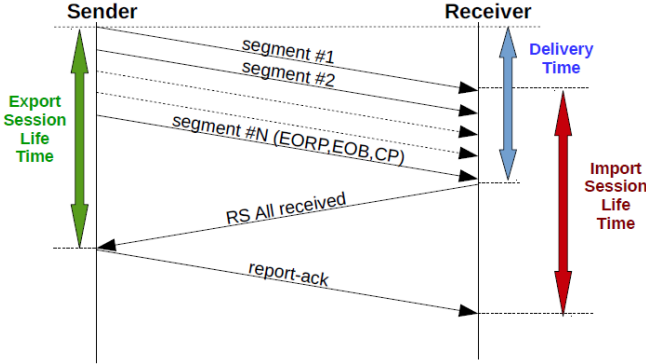 Sender
Receiver
segment #1
segment #2
segment #N (EORP,EOB,CP)
RS All received
report-ack
Export
Session
Life
Time
Delivery
Time
Import
Session
Life
Time